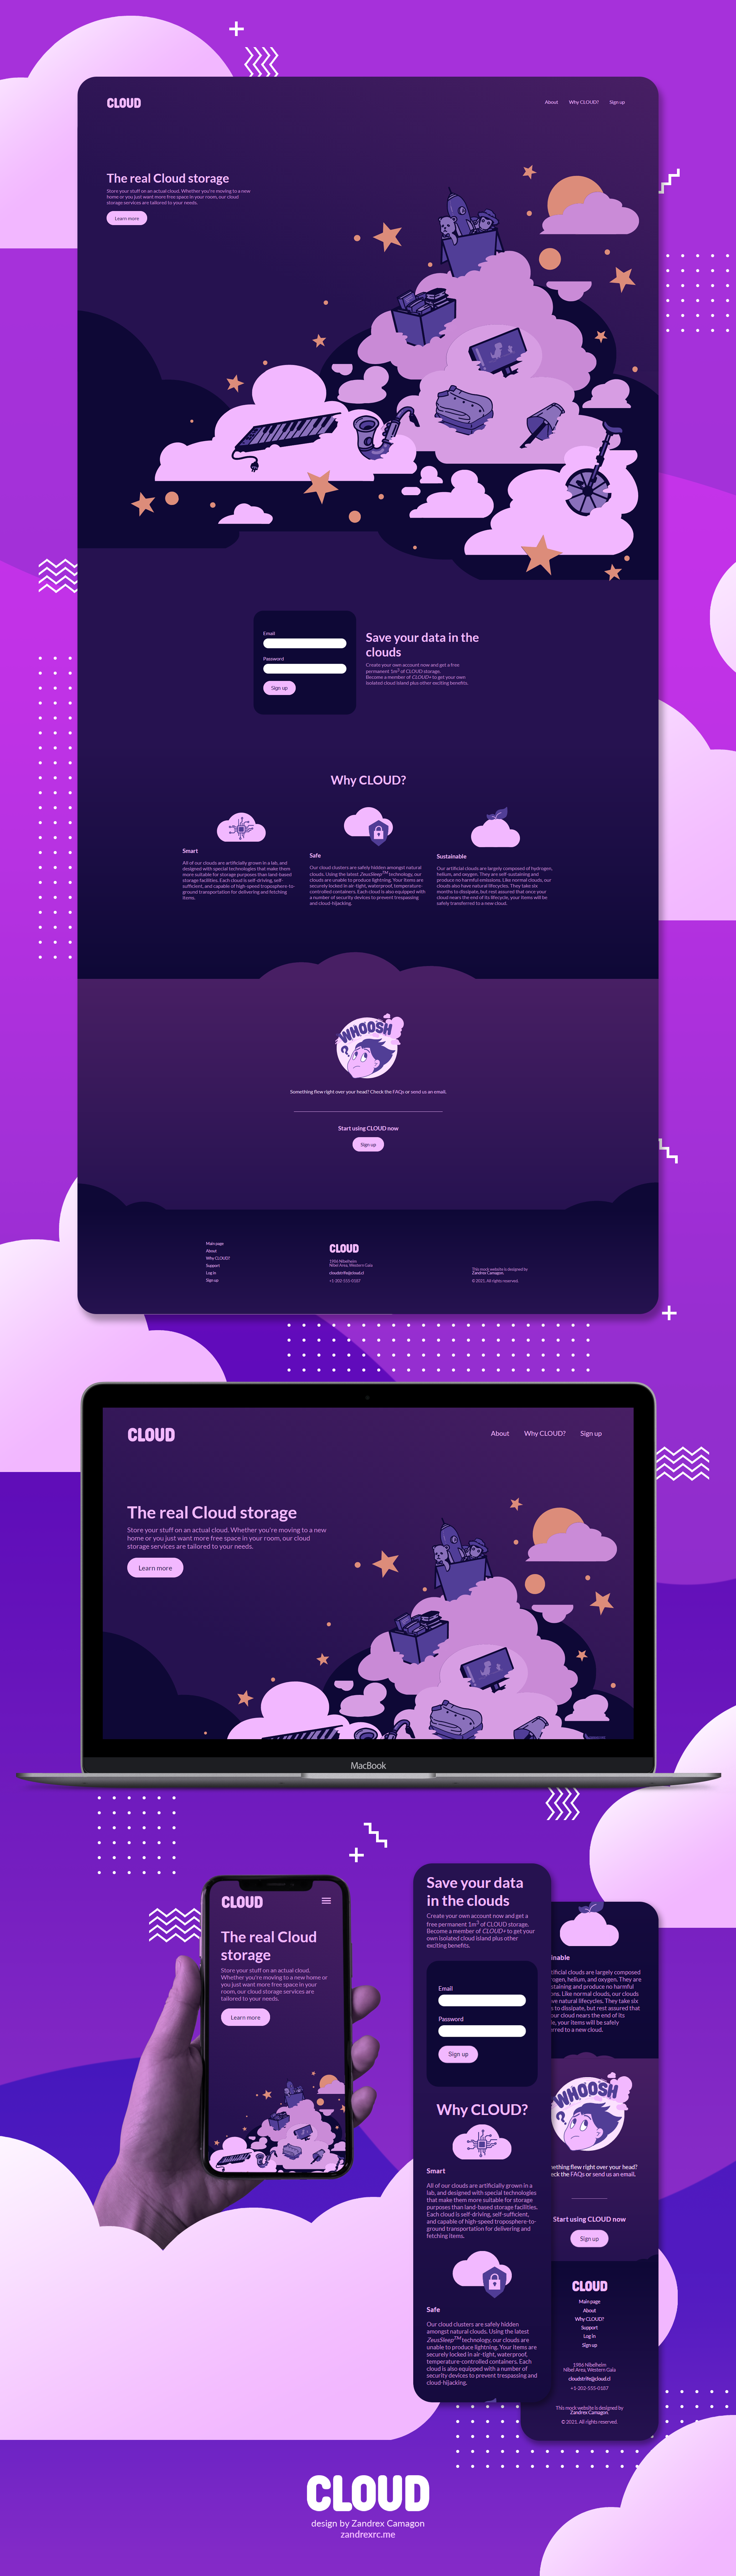 CLOUD
About Why CLOUD? Sign up
The real Cloud storage
Store your stuff on an actual cloud. Whether you're moving to a new
home or you just want more free space in your room, our cloud
storage services are tailored to your needs.
Learn more
Email
Password
Sign up
Save your data in the
clouds
Create your own account now and get a free
permanent 1m3 of CLOUD storage.
Become a member of CLOUD+ to get your own
isolated cloud island plus other exciting benefits.
Why CLOUD?
Smart
All of our clouds are artificially grown in a lab, and
designed with special technologies that make them
more suitable for storage purposes than land-based
storage facilities. Each cloud is self-driving, self-
sufficient, and capable of high-speed troposphere-to-
ground transportation for delivering and fetching
items.
Safe
Our cloud clusters are safely hidden amongst natural
clouds. Using the latest ZeusSleep™ technology, our
clouds are unable to produce lightning. Your items are
securely locked in air-tight, waterproof, temperature-
controlled containers. Each cloud is also equipped with
a number of security devices to prevent trespassing
and cloud-hijacking.
Sustainable
Our artificial clouds are largely composed of hydrogen,
helium, and oxygen. They are self-sustaining and
produce no harmful emissions. Like normal clouds, our
clouds also have natural lifecycles. They take six
months to dissipate, but rest assured that once your
cloud nears the end of its lifecycle, your items will be
safely transferred to a new cloud.
WHOOSH
?
Something flew right over your head? Check the FAQs or send us an email.
Start using CLOUD now
Sign up
Main page
About
Why CLOUD?
Support
Log in
Sign up
CLOUD
1986 Nibelheim
Nibel Area, Western Gaia
cloudstrife@cloud.cl
+1-202-555-0187
This mock website is designed by
Zandrex Camagon.
© 2021. All rights reserved.
CLOUD
About Why CLOUD? Sign up
The real Cloud storage
Store your stuff on an actual cloud. Whether you're moving to a new
home or you just want more free space in your room, our cloud
storage services are tailored to your needs.
Learn more
MacBook
CLOUD
The real Cloud
storage
Store your stuff on an actual cloud.
Whether you're moving to a new home or
you just want more free space in your
room, our cloud storage services are
tailored to your needs.
Learn more
Save your data
in the clouds
Create your own account now and get a
free permanent 1m3 of CLOUD storage.
Become a member of CLOUD+ to get your
own isolated cloud island plus other
exciting benefits.
Email
Password
Sign up
Why CLOUD?
Smart
All of our clouds are artificially grown in a
lab, and designed with special technologies
that make them more suitable for storage
purposes than land-based storage facilities.
Each cloud is self-driving, self-sufficient,
and capable of high-speed troposphere-to-
ground transportation for delivering and
fetching items.
Safe
Our cloud clusters are safely hidden
amongst natural clouds. Using the latest
ZeusSleep™ technology, our clouds are
unable to produce lightning. Your items are
securely locked in air-tight, waterproof,
temperature-controlled containers. Each
cloud is also equipped with a number of
security devices to prevent trespassing and
cloud-hijacking.
inable
tificial clouds are largely composed
rogen, helium, and oxygen. They are
staining and produce no harmful
ons. Like normal clouds, our clouds
ve natural lifecycles. They take six
s to dissipate, but rest assured that
our cloud nears the end of its
le, your items will be safely
rred to a new cloud.
WHOOSH
?
ething flew right over your head?
eck the FAQs or send us an email.
Start using CLOUD now
Sign up
CLOUD
Main page
About
Why CLOUD?
Support
Log in
Sign up
1986 Nibelheim
Nibel Area, Western Gaia
cloudstrife@cloud.cl
+1-202-555-0187
This mock website is designed by
Zandrex Camagon.
© 2021. All rights reserved.
CLOUD
design by Zandrex Camagon
zandrexrc.me